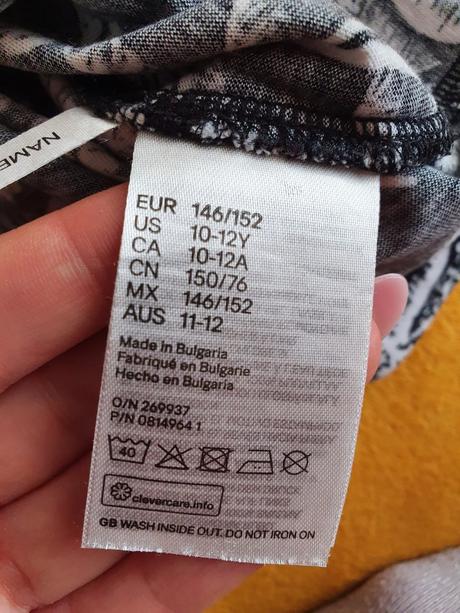 NAME
EUR 146/152
US 10-12Y
CA 10-12A
CN 150/76
MX 146/152
AUS 11-12
Made in Bulgaria
Fabriqué en Bulgarie
Hecho en Bulgaria
O/N 269937
P/N 0814964 1
40
clevercare.info
GB WASH INSIDE OUT. DO NOT IRON ON